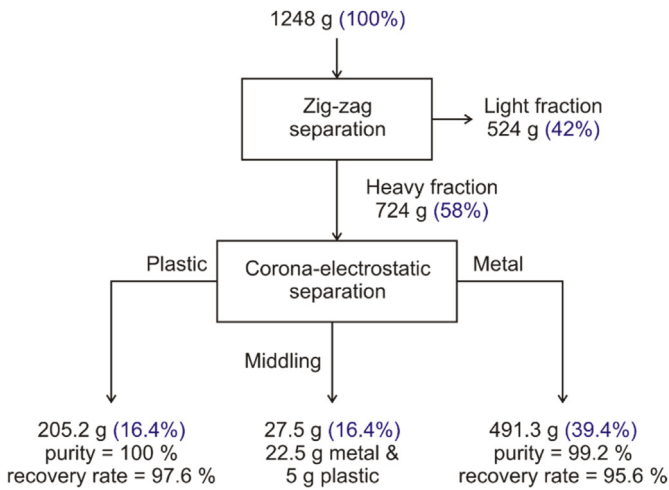 1248 g (100%)
Zig-zag
separation
Light fraction
524 g (42%)
Heavy fraction
724 g (58%)
Plastic
Corona-electrostatic
separation
Metal
Middling
205.2 g (16.4%)
purity = 100 %
recovery rate = 97.6 %
27.5 g (16.4%)
22.5 g metal &
5 g plastic
491.3 g (39.4%)
purity = 99.2 %
recovery rate = 95.6 %